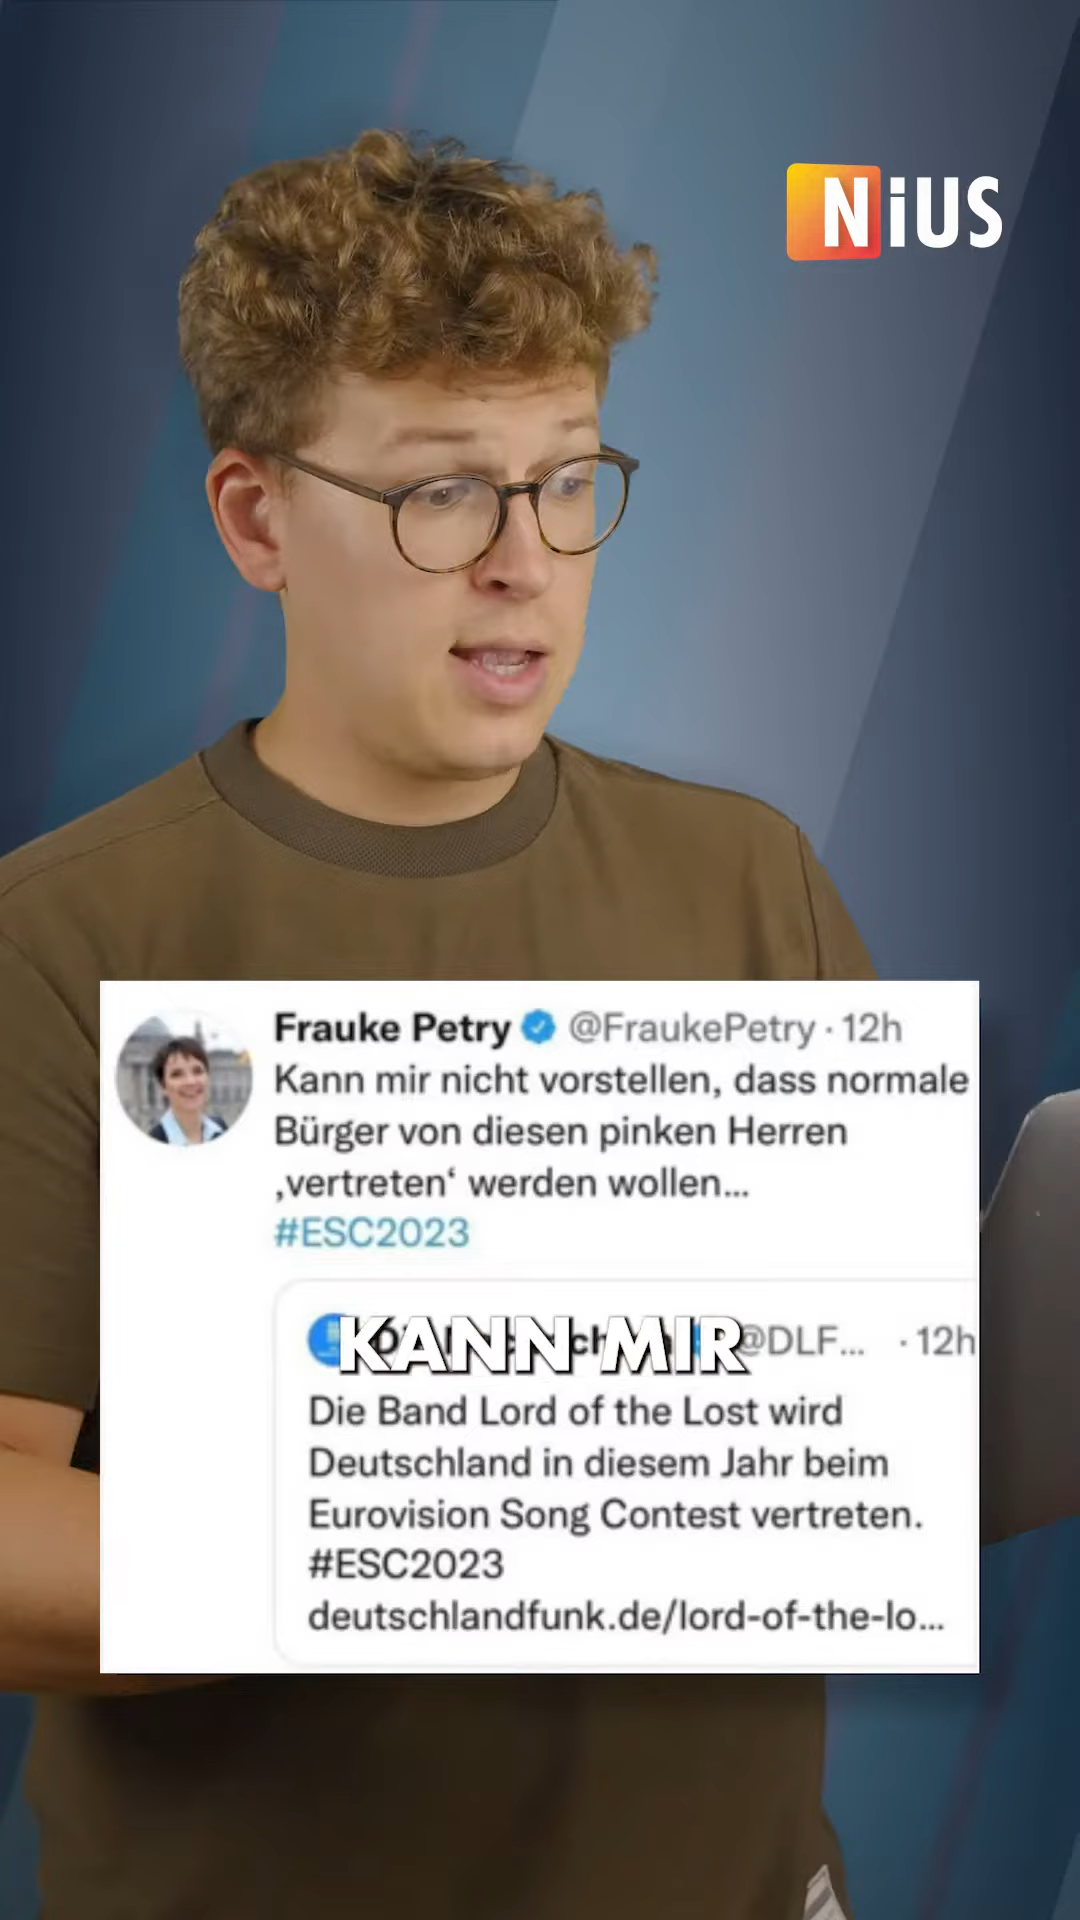 NiUS
Frauke Petry @FraukePetry · 12h
Kann mir nicht vorstellen, dass normale
Bürger von diesen pinken Herren
‚vertreten‘ werden wollen...
#ESC2023
KANN MIR
@DLF... · 12h
Die Band Lord of the Lost wird
Deutschland in diesem Jahr beim
Eurovision Song Contest vertreten.
#ESC2023
deutschlandfunk.de/lord-of-the-lo...